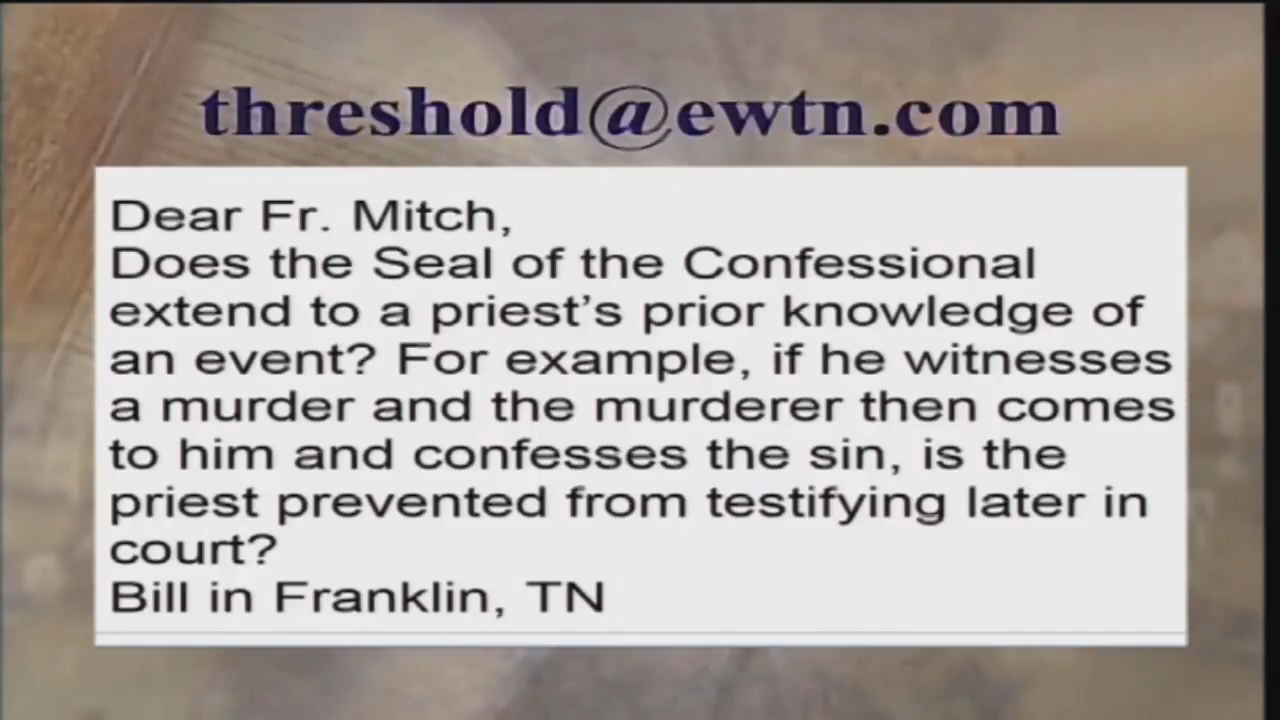 threshold@ewtn.com
Dear Fr. Mitch,
Does the Seal of the Confessional
extend to a priest’s prior knowledge of
an event? For example, if he witnesses
a murder and the murderer then comes
to him and confesses the sin, is the
priest prevented from testifying later in
court?
Bill in Franklin, TN